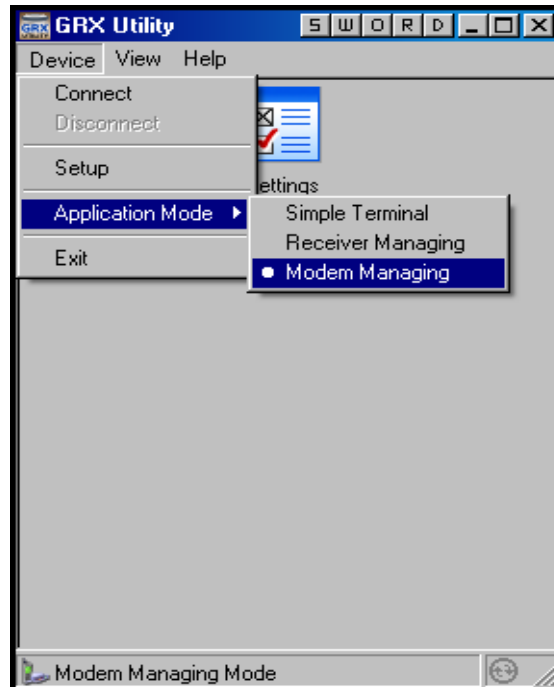 GRX Utility S W O R D
Device View Help
Connect
Disconnect
Setup
ettings
Application Mode
Simple Terminal
Receiver Managing
Exit
Modem Managing
Modem Managing Mode